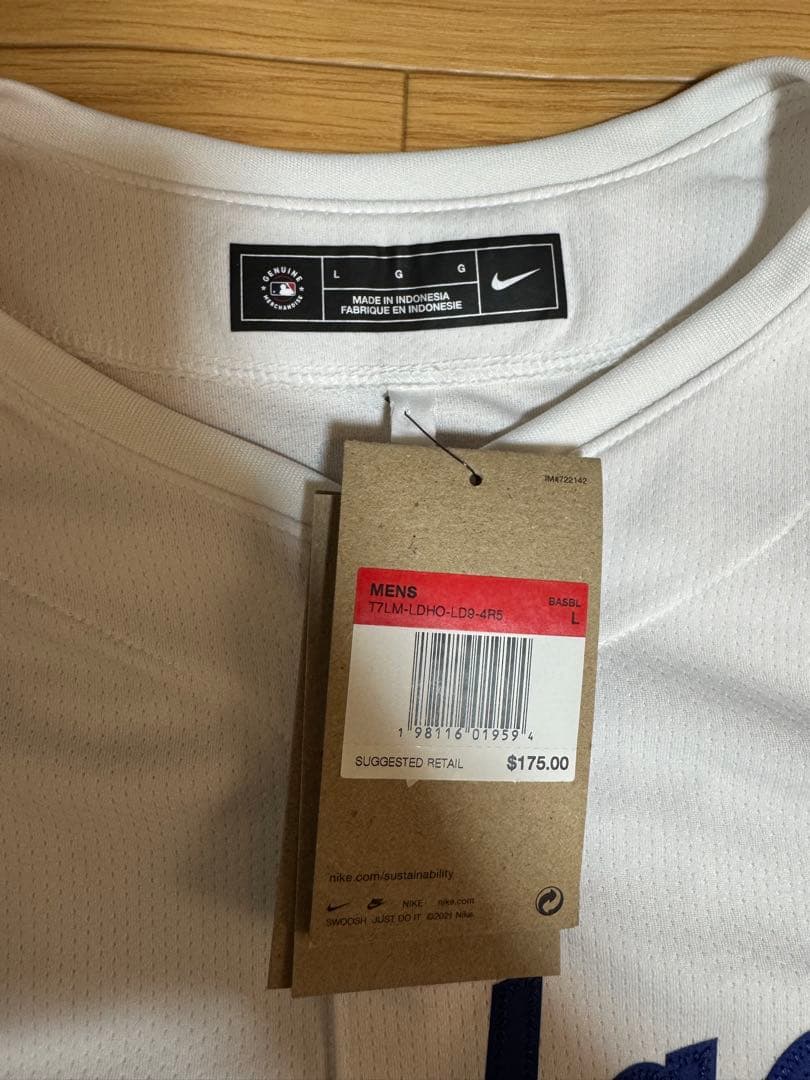 GENUINE
MERCHANDISE
L G G
MADE IN INDONESIA
FABRIQUE EN INDONESIE
MENS
T7LM-LDHO-LD9-4R5
BASBL
L
1 98116 01959 4
SUGGESTED RETAIL $175.00
nike.com/sustainability
NIKE nike.com
SWOOSH JUST DO IT ©2021 Nike